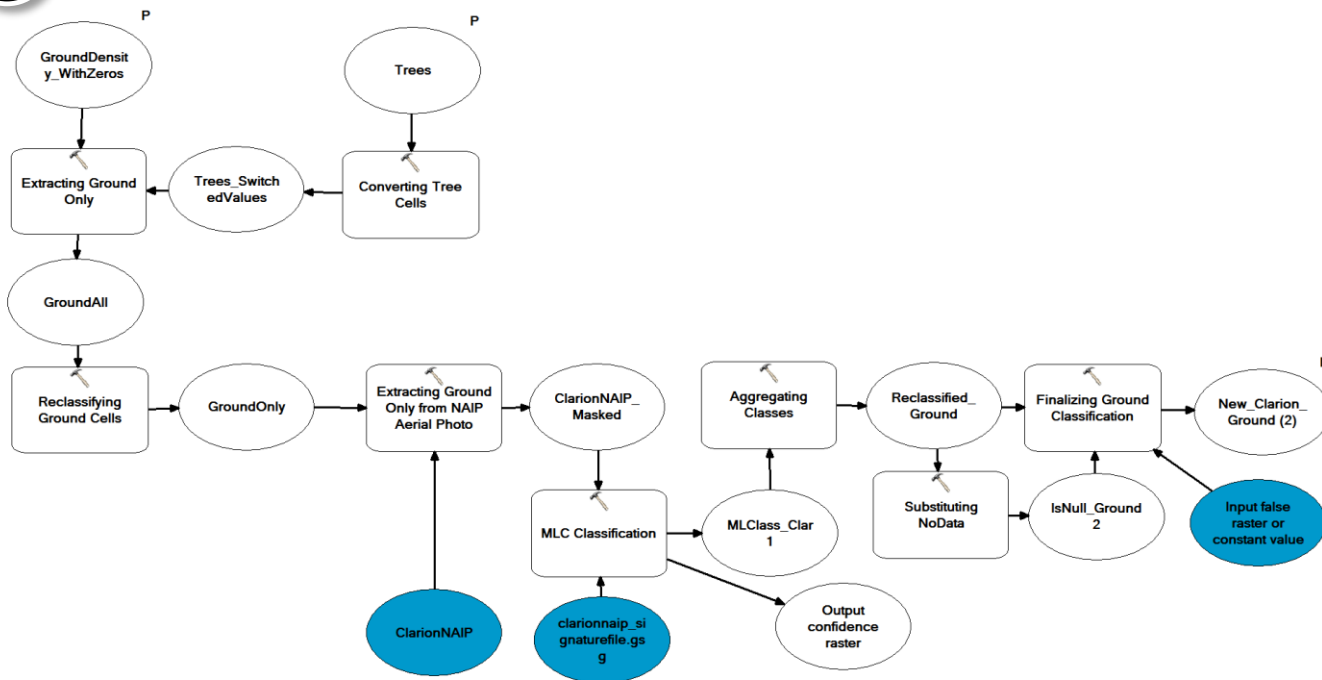 P
P
GroundDensit
y_WithZeros
Trees
Extracting Ground
Only
Trees_Switch
edValues
Converting Tree
Cells
GroundAll
Reclassifying
Ground Cells
GroundOnly
Extracting Ground
Only from NAIP
Aerial Photo
ClarionNAIP_
Masked
Aggregating
Classes
Reclassified_
Ground
Finalizing Ground
Classification
New_Clarion_
Ground (2)
MLC Classification
MLClass_Clar
1
Substituting
NoData
IsNull_Ground
2
Input false
raster or
constant value
ClarionNAIP
clarionnaip_si
gnaturefile.gs
g
Output
confidence
raster